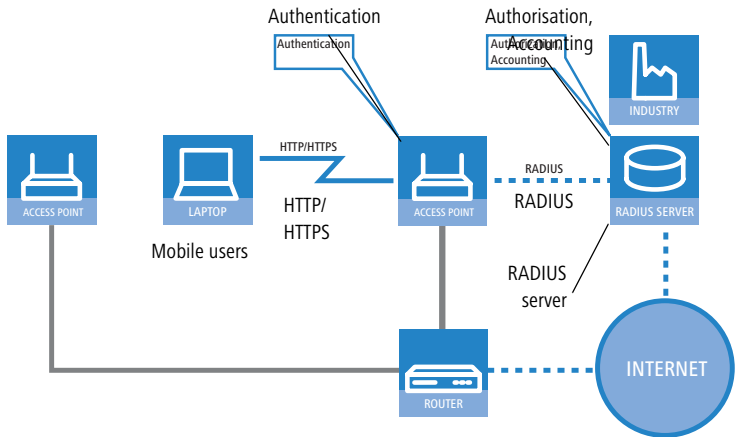 Authentication
Authorisation,
Accounting
Authentication
Authorization,
Accounting
INDUSTRY
HTTP/HTTPS
RADIUS
ACCESS POINT
LAPTOP
ACCESS POINT
RADIUS SERVER
HTTP/
HTTPS
RADIUS
Mobile users
RADIUS
server
INTERNET
ROUTER